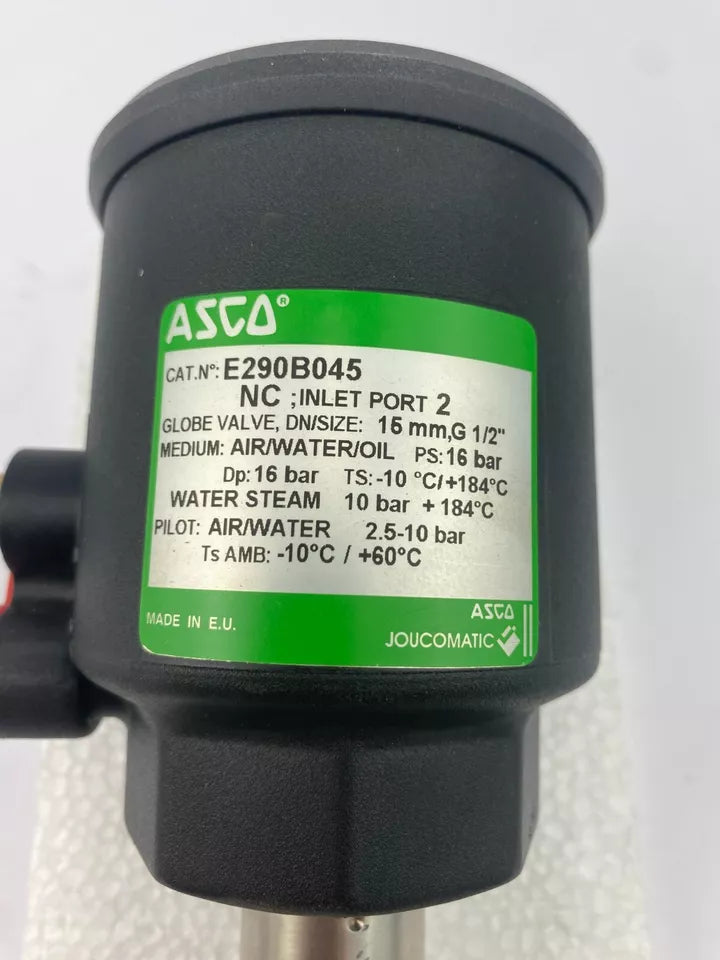 ASCO®
CAT.N°: E290B045
NC ; INLET PORT 2
GLOBE VALVE, DN/SIZE: 15 mm,G 1/2"
MEDIUM: AIR/WATER/OIL PS: 16 bar
Dp: 16 bar TS: -10 °C/+184°C
WATER STEAM 10 bar + 184°C
PILOT: AIR/WATER 2.5-10 bar
Ts AMB: -10°C / +60°C
MADE IN E.U.
ASCO
JOUCOMATIC